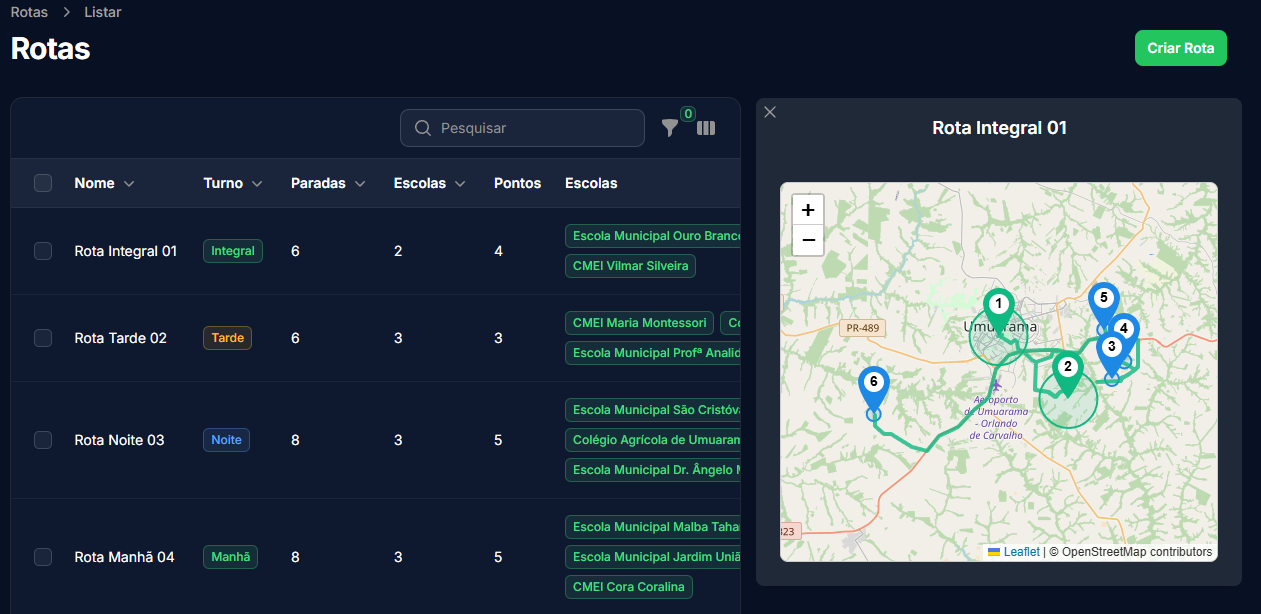 Rotas > Listar
Rotas
Criar Rota
Pesquisar
0
Nome Turno Paradas Escolas Pontos Escolas
Rota Integral 01 Integral 6 2 4
Escola Municipal Ouro Branco
CMEI Vilmar Silveira
Rota Tarde 02 Tarde 6 3 3
CMEI Maria Montessori
Escola Municipal Profª
Rota Noite 03 Noite 8 3 5
Escola Municipal São
Colégio Agrícola de
Escola Municipal Dr. Ângelo
Rota Manhã 04 Manhã 8 3 5
Escola Municipal Malba
Escola Municipal Jardim
CMEI Cora Coralina
Rota Integral 01
+
−
5
1
4
Umuarama
PR-489
3
2
6
Aeroporto
de Umuarama
- Orlando
de Carvalho
323
Leaflet | © OpenStreetMap contributors